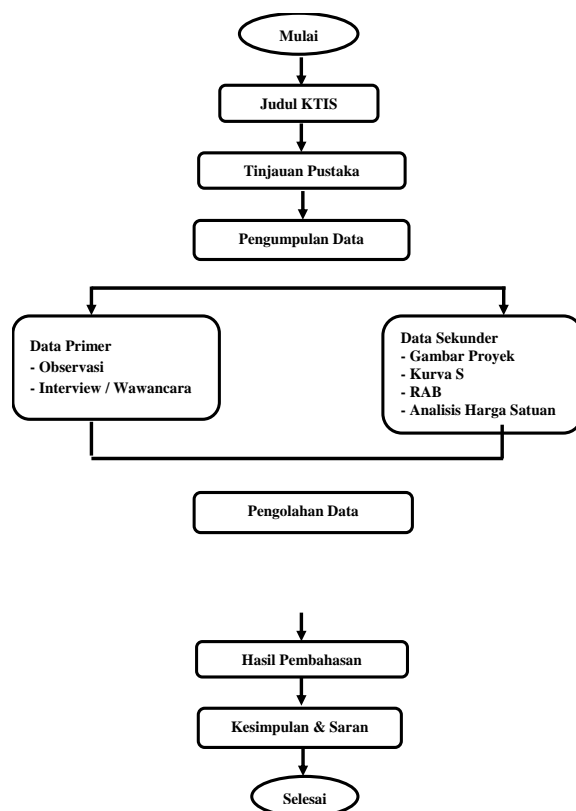 Mulai
Judul KTIS
Tinjauan Pustaka
Pengumpulan Data
Data Primer
- Observasi
- Interview / Wawancara
Data Sekunder
- Gambar Proyek
- Kurva S
- RAB
- Analisis Harga Satuan
Pengolahan Data
Hasil Pembahasan
Kesimpulan & Saran
Selesai